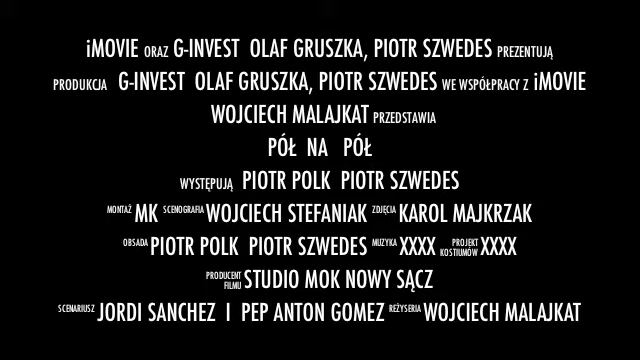 iMOVIE ORAZ G-INVEST OLAF GRUSZKA, PIOTR SZWEDES PREZENTUJĄ
PRODUKCJA G-INVEST OLAF GRUSZKA, PIOTR SZWEDES WE WSPÓŁPRACY Z iMOVIE
WOJCIECH MALAJKAT PRZEDSTAWIA
PÓŁ NA PÓŁ
WYSTĘPUJĄ PIOTR POLK PIOTR SZWEDES
MONTAŻ MK SCENOGRAFIA WOJCIECH STEFANIAK ZDJĘCIA KAROL MAJKRZAK
OBSADA PIOTR POLK PIOTR SZWEDES MUZYKA XXXX PROJEKT KOSTIUMÓW XXXX
PRODUCENT FILMU STUDIO MOK NOWY SĄCZ
SCENARIUSZ JORDI SANCHEZ I PEP ANTON GOMEZ REŻYSERIA WOJCIECH MALAJKAT